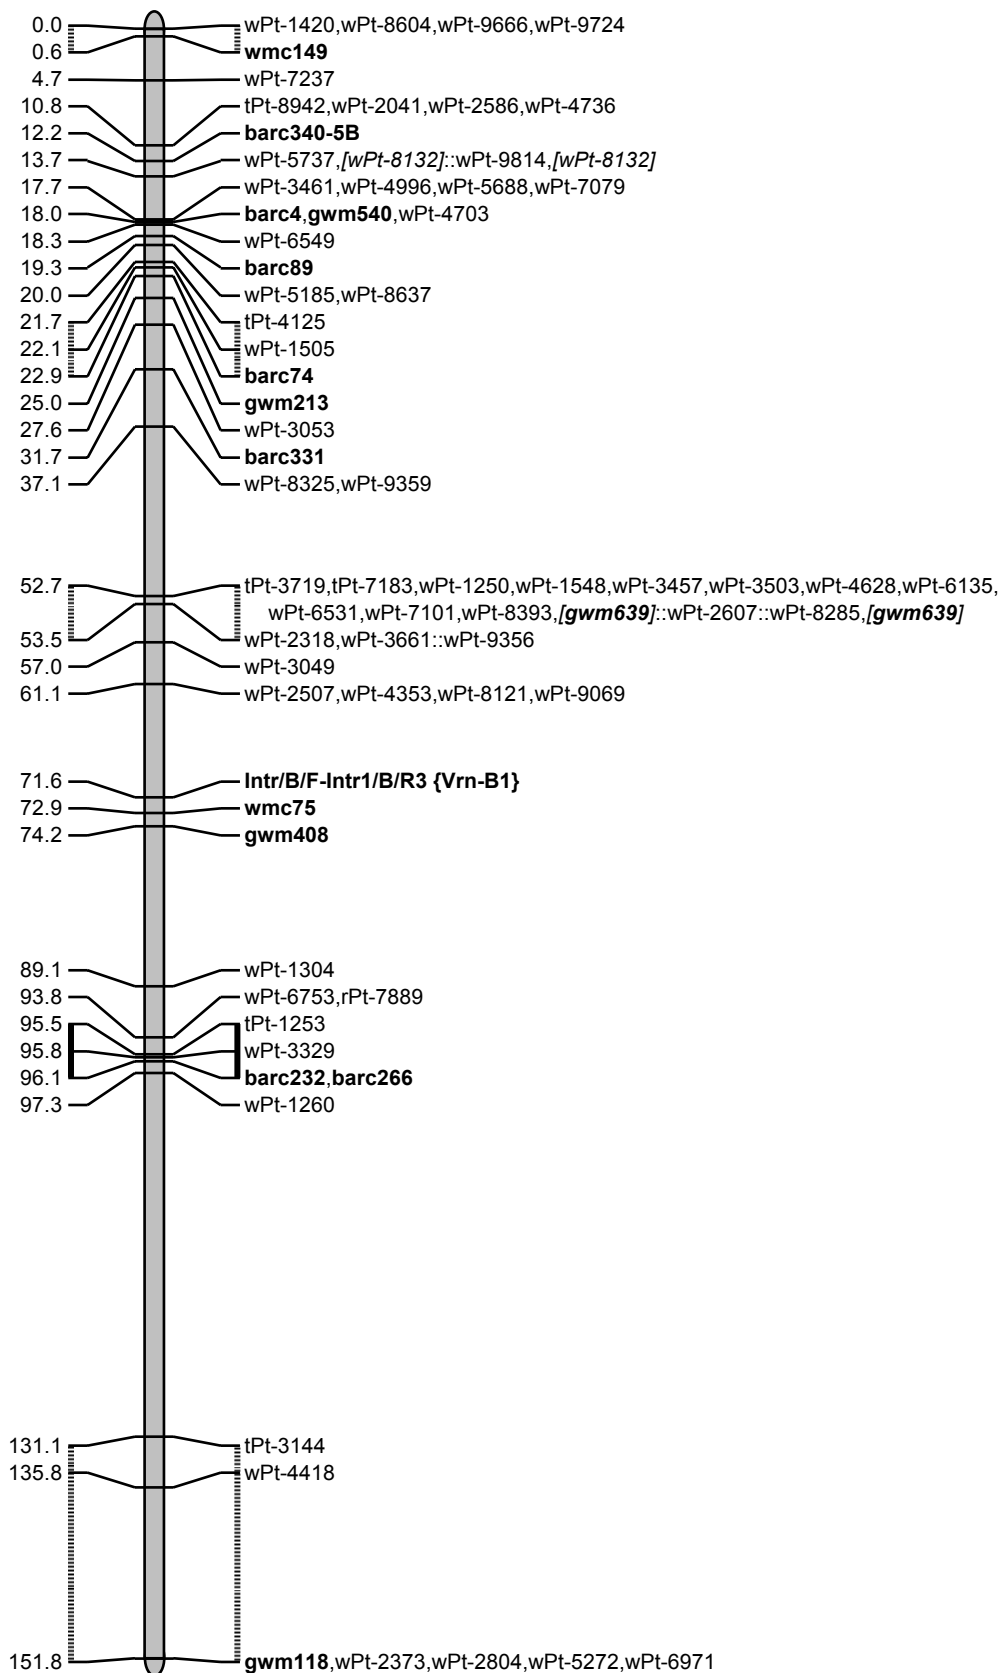 0.0 wPt-1420,wPt-8604,wPt-9666,wPt-9724
0.6 wmc149
4.7 wPt-7237
10.8 tPt-8942,wPt-2041,wPt-2586,wPt-4736
12.2 barc340-5B
13.7 wPt-5737,[wPt-8132]::wPt-9814,[wPt-8132]
17.7 wPt-3461,wPt-4996,wPt-5688,wPt-7079
18.0 barc4,gwm540,wPt-4703
18.3 wPt-6549
19.3 barc89
20.0 wPt-5185,wPt-8637
21.7 tPt-4125
22.1 wPt-1505
22.9 barc74
25.0 gwm213
27.6 wPt-3053
31.7 barc331
37.1 wPt-8325,wPt-9359
52.7 tPt-3719,tPt-7183,wPt-1250,wPt-1548,wPt-3457,wPt-3503,wPt-4628,wPt-6135,
wPt-6531,wPt-7101,wPt-8393,[gwm639]::wPt-2607::wPt-8285,[gwm639]
53.5 wPt-2318,wPt-3661::wPt-9356
57.0 wPt-3049
61.1 wPt-2507,wPt-4353,wPt-8121,wPt-9069
71.6 Intr/B/F-Intr1/B/R3 {Vrn-B1}
72.9 wmc75
74.2 gwm408
89.1 wPt-1304
93.8 wPt-6753,rPt-7889
95.5 tPt-1253
95.8 wPt-3329
96.1 barc232,barc266
97.3 wPt-1260
131.1 tPt-3144
135.8 wPt-4418
151.8 gwm118,wPt-2373,wPt-2804,wPt-5272,wPt-6971